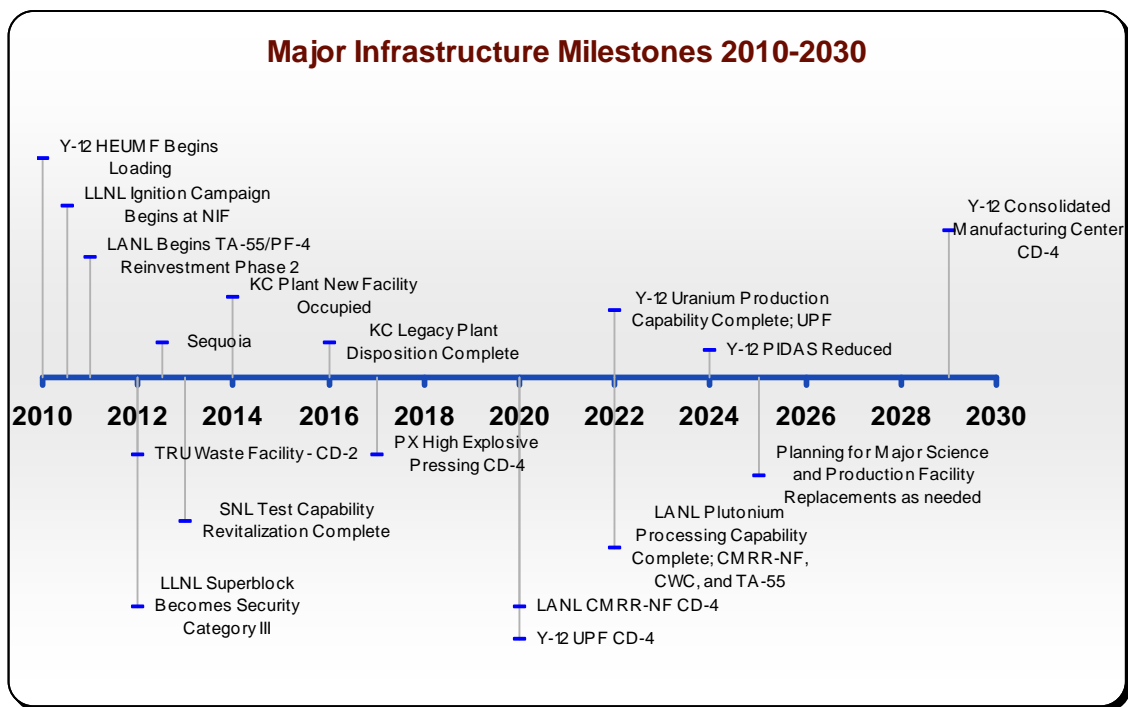 Major Infrastructure Milestones 2010-2030
Y-12 HEUMF Begins
Loading
LLNL Ignition Campaign
Begins at NIF
LANL Begins TA-55/PF-4
Reinvestment Phase 2
KC Plant New Facility
Occupied
Sequoia
KC Legacy Plant
Disposition Complete
Y-12 Uranium Production
Capability Complete; UPF
Y-12 PIDAS Reduced
Y-12 Consolidated
Manufacturing Center
CD-4
2010 2012 2014 2016 2018 2020 2022 2024 2026 2028 2030
TRU Waste Facility - CD-2
SNL Test Capability
Revitalization Complete
LLNL Superblock
Becomes Security
Category III
PX High Explosive
Pressing CD-4
LANL CMRR-NF CD-4
Y-12 UPF CD-4
LANL Plutonium
Processing Capability
Complete; CMRR-NF,
CWC, and TA-55
Planning for Major Science
and Production Facility
Replacements as needed